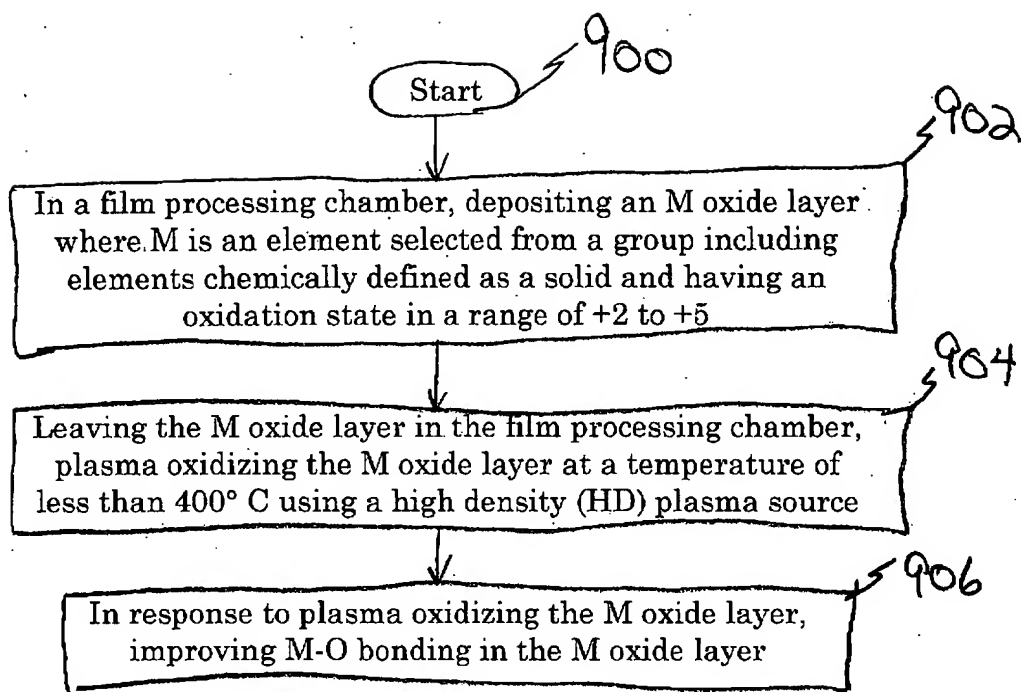 900
Start
902
In a film processing chamber, depositing an M oxide layer
where M is an element selected from a group including
elements chemically defined as a solid and having an
oxidation state in a range of +2 to +5
904
Leaving the M oxide layer in the film processing chamber,
plasma oxidizing the M oxide layer at a temperature of
less than 400° C using a high density (HD) plasma source
906
In response to plasma oxidizing the M oxide layer,
improving M-O bonding in the M oxide layer